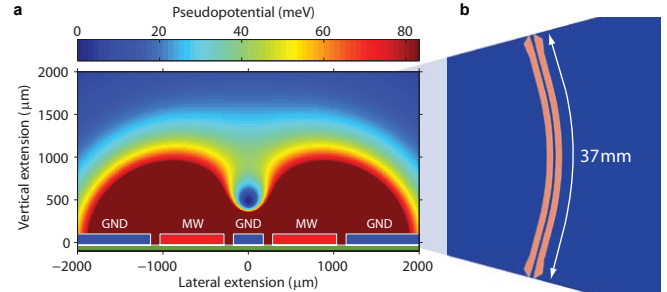 a
b
Pseudopotential (meV)
0 20 40 60 80
2000
1500
1000
500
0
Vertical extension (μm)
GND MW GND MW GND
−2000 −1000 0 1000 2000
Lateral extension (μm)
37mm